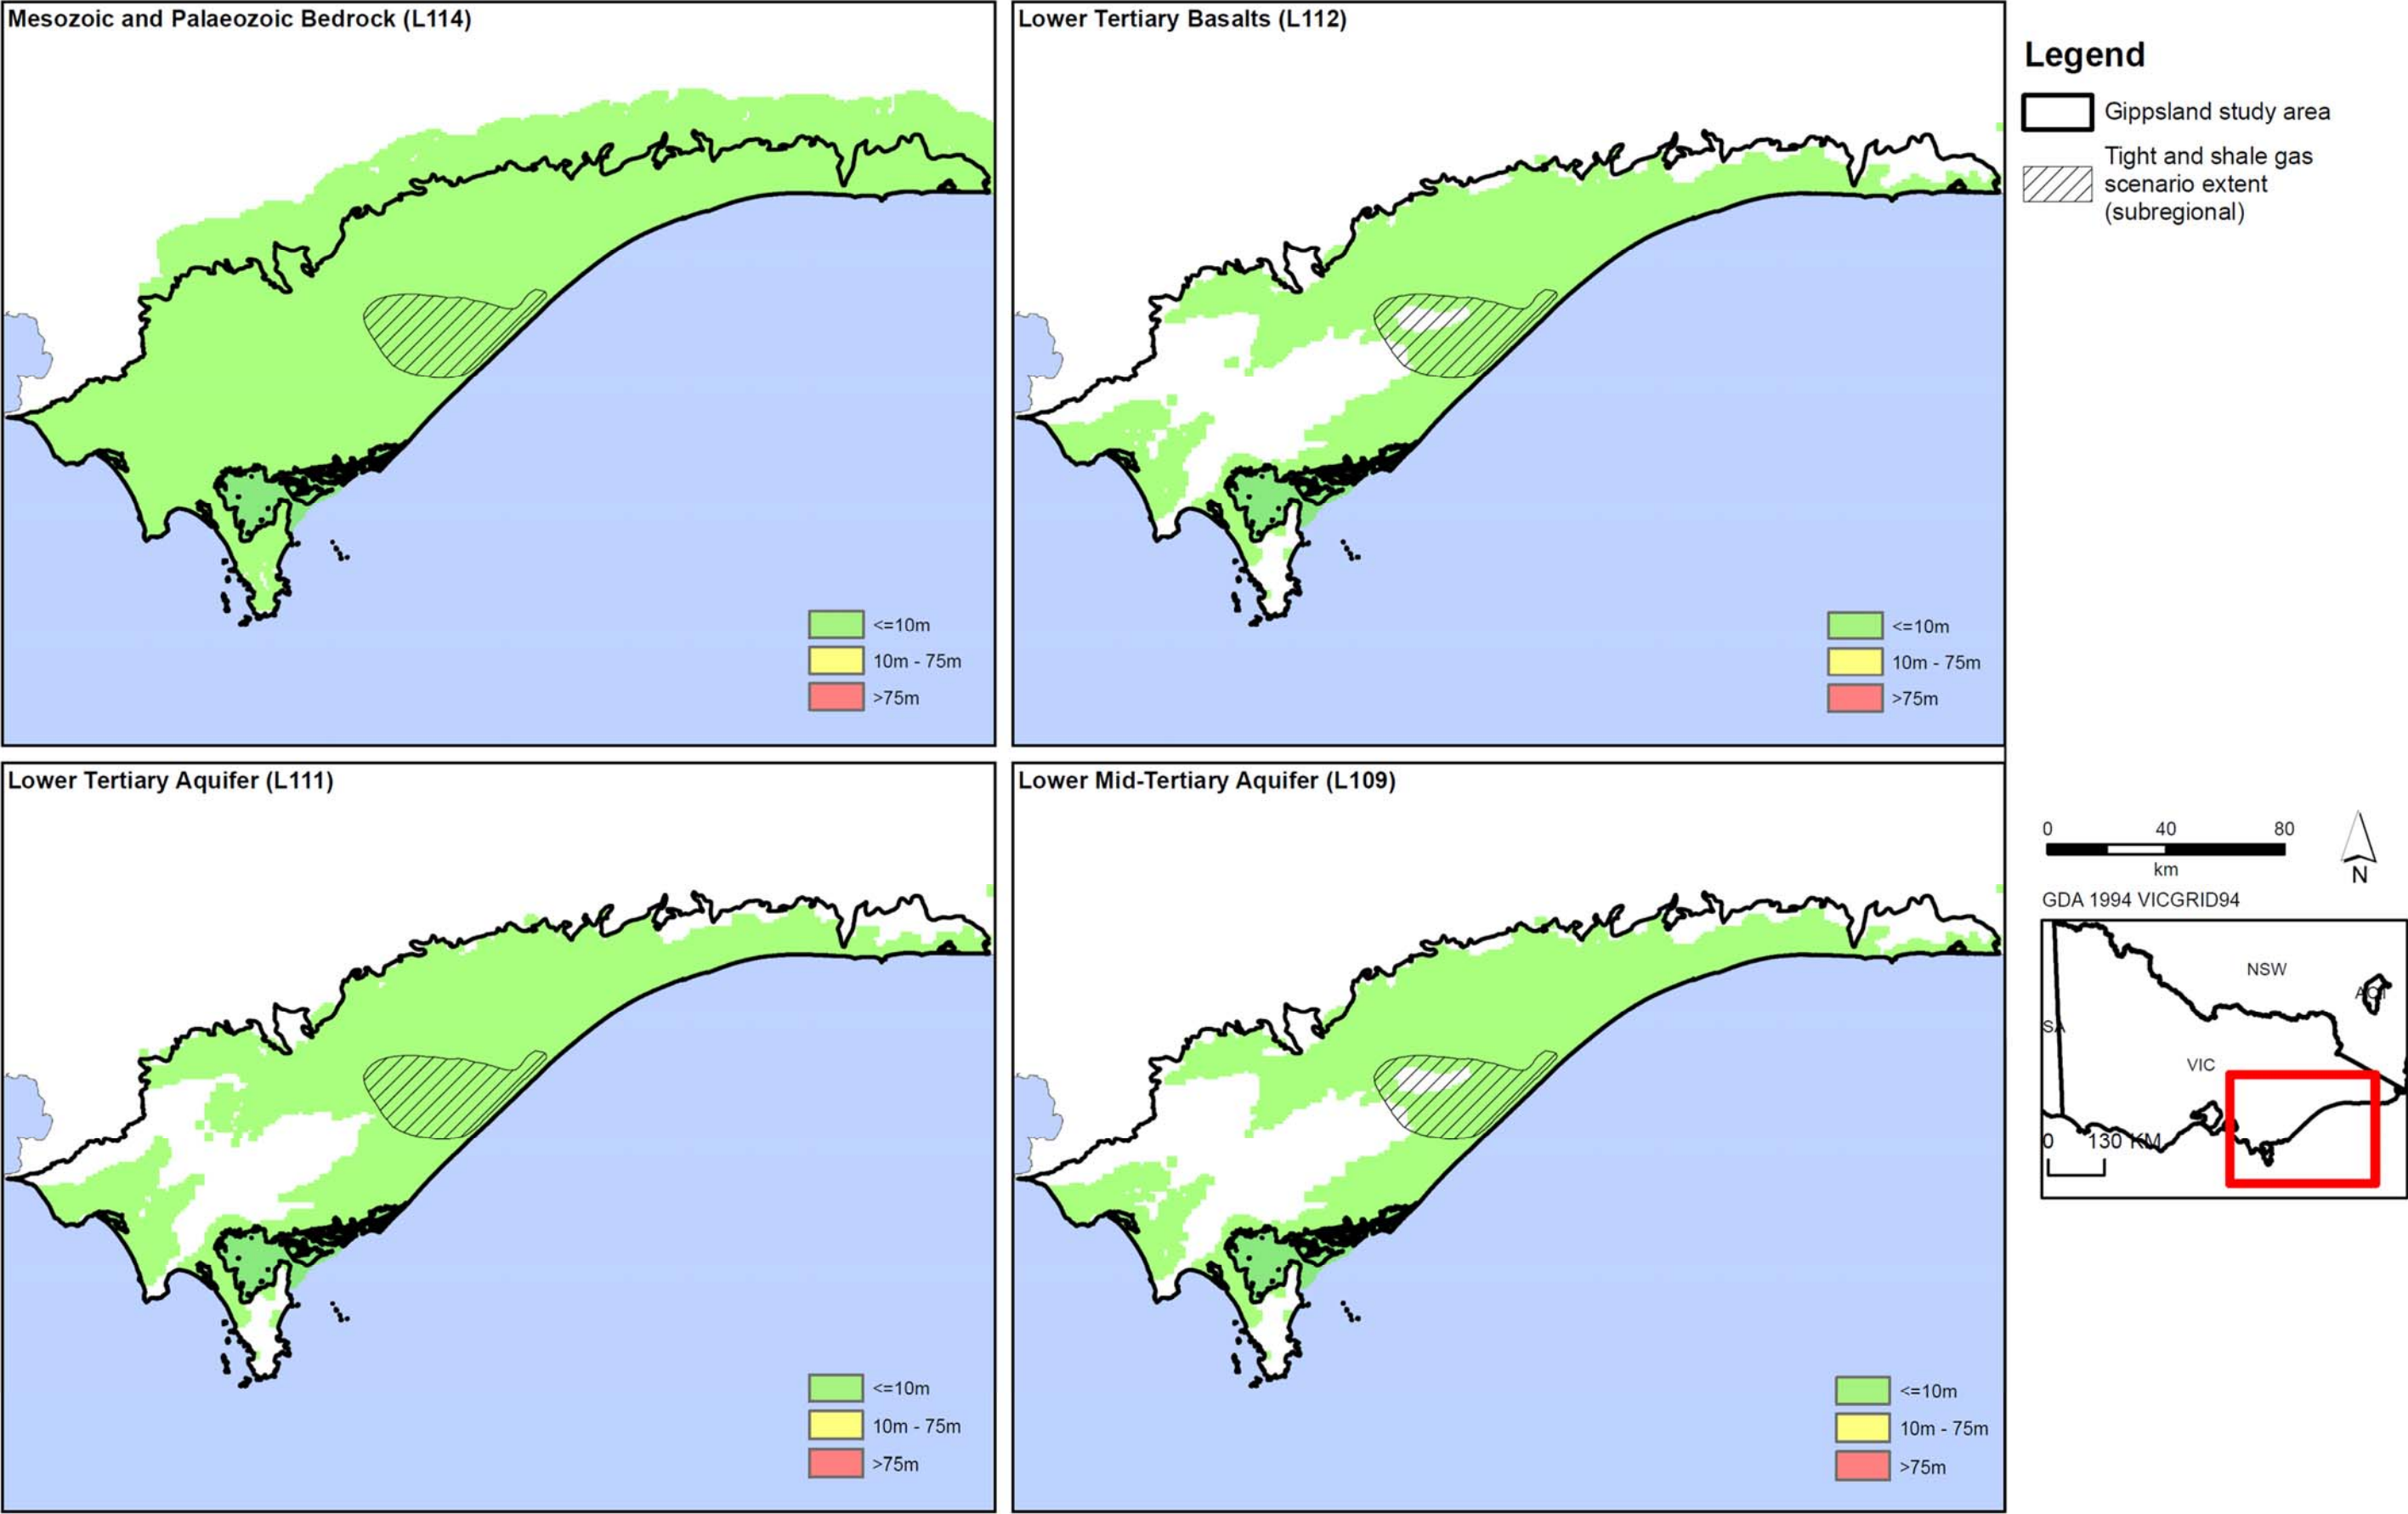 Mesozoic and Palaeozoic Bedrock (L114)
<=10m
10m - 75m
>75m
Lower Tertiary Basalts (L112)
<=10m
10m - 75m
>75m
Legend
Gippsland study area
Tight and shale gas
scenario extent
(subregional)
Lower Tertiary Aquifer (L111)
<=10m
10m - 75m
>75m
Lower Mid-Tertiary Aquifer (L109)
<=10m
10m - 75m
>75m
0 40 80
km
N
GDA 1994 VICGRID94
NSW
ACT
SA
VIC
0 130 KM